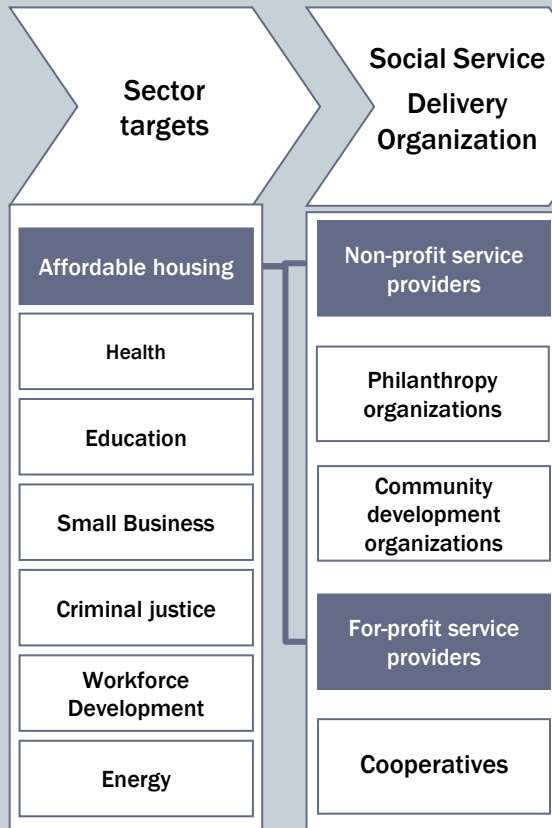 Sector
targets
Affordable housing
Health
Education
Small Business
Criminal justice
Workforce
Development
Energy
Social Service
Delivery
Organization
Non-profit service
providers
Philanthropy
organizations
Community
development
organizations
For-profit service
providers
Cooperatives